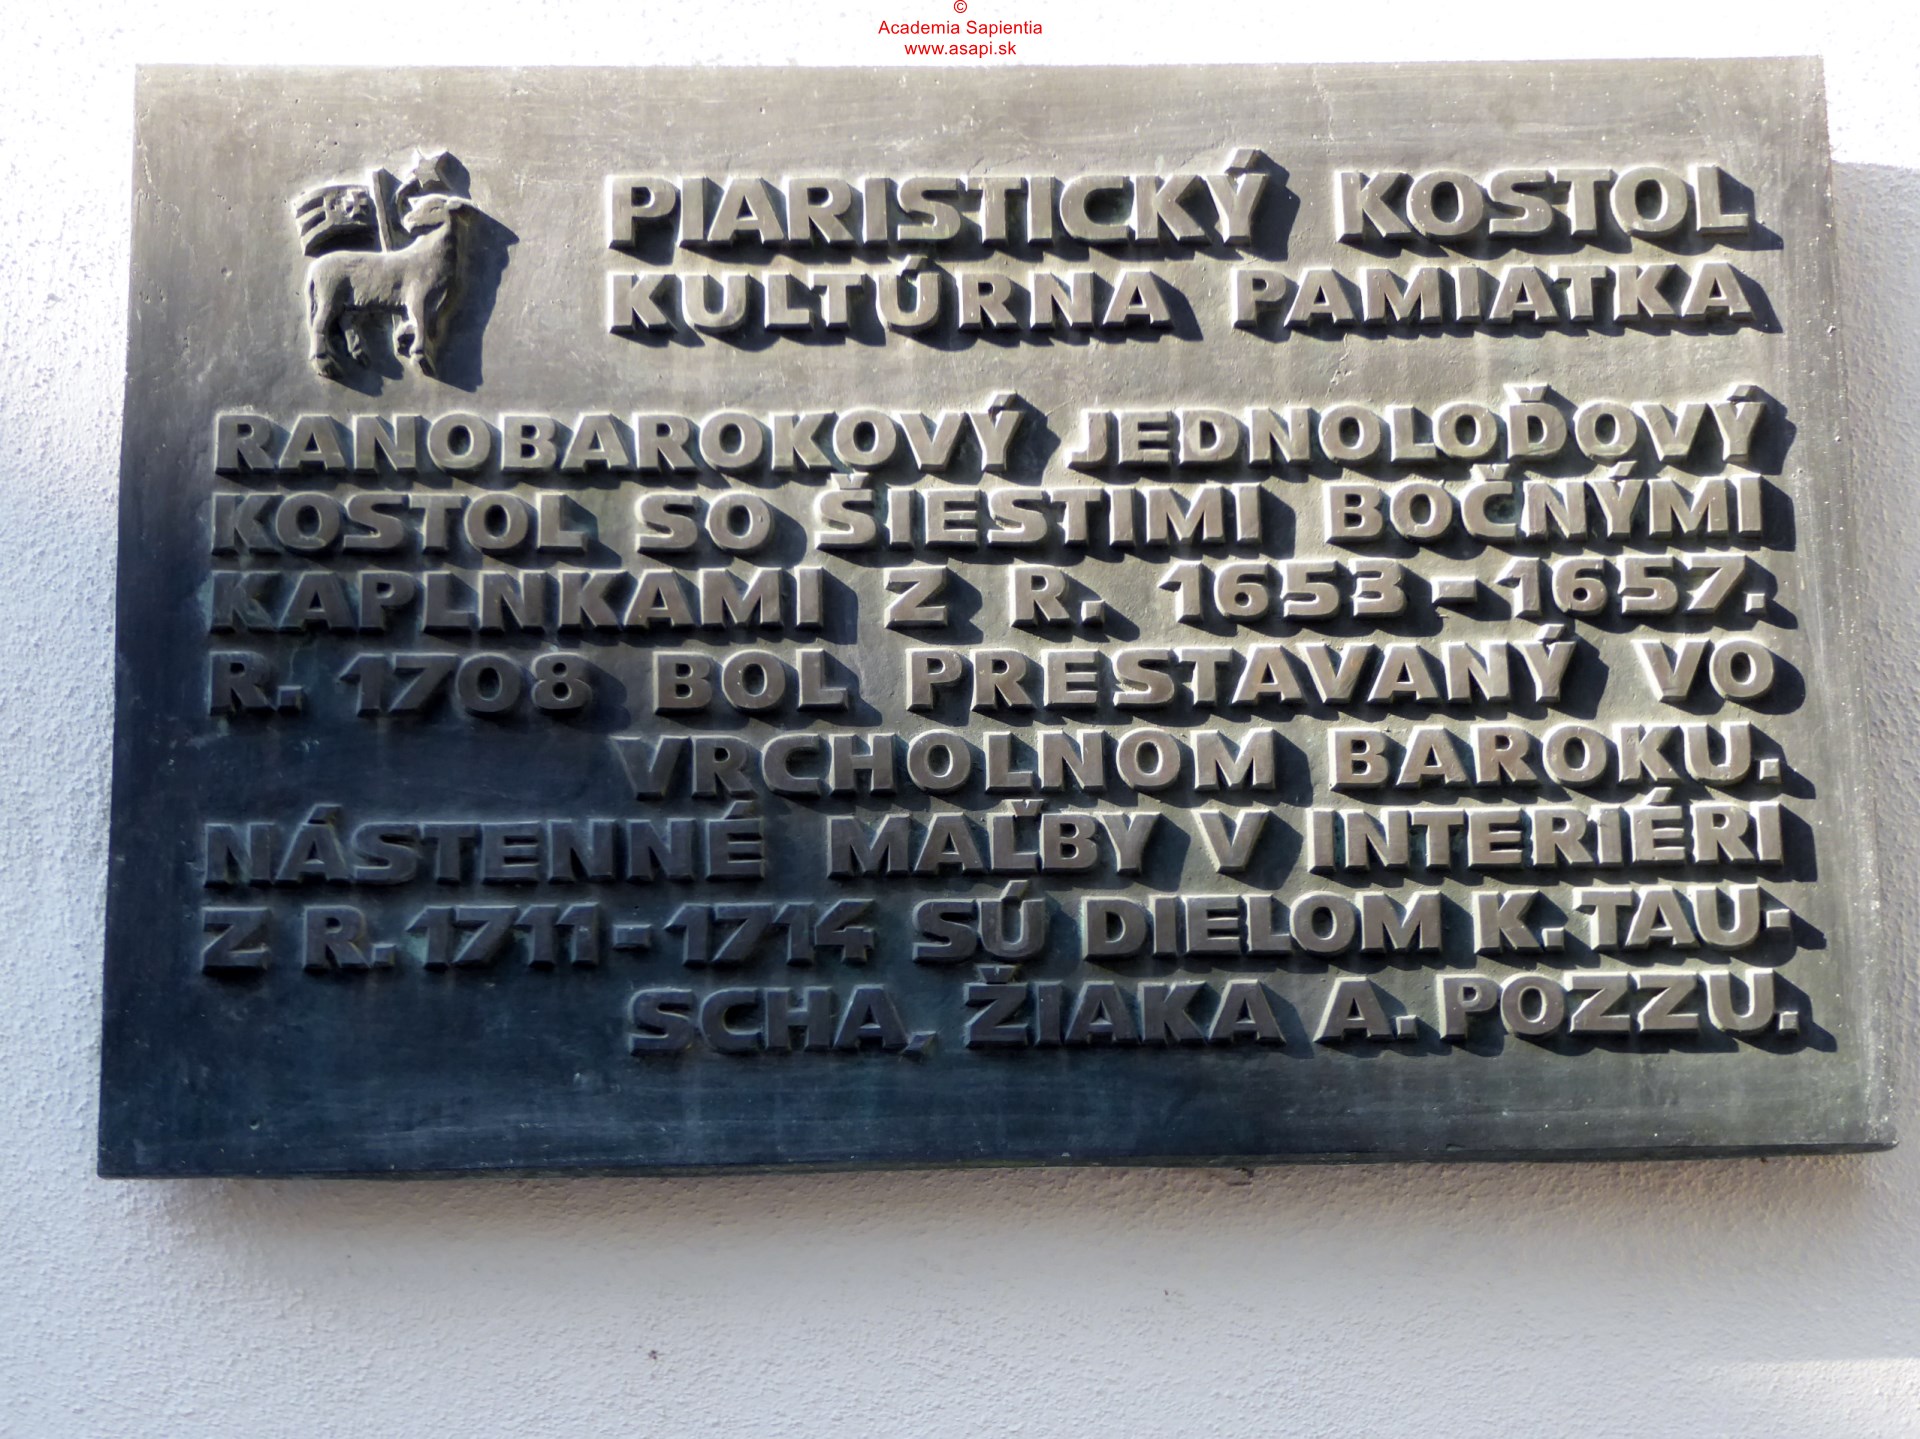 ©
Academia Sapientia
www.asapi.sk
PIARISTICKÝ KOSTOL
KULTÚRNA PAMIATKA
RANOBAROKOVÝ JEDNOLOĎOVÝ
KOSTOL SO ŠIESTIMI BOČNÝMI
KAPLNKAMI Z R. 1653-1657.
R. 1708 BOL PRESTAVANÝ VO
VRCHOLNOM BAROKU.
NÁSTENNÉ MAĽBY V INTERIÉRI
Z R. 1711-1714 SÚ DIELOM K. TAU-
SCHA, ŽIAKA A. POZZU.